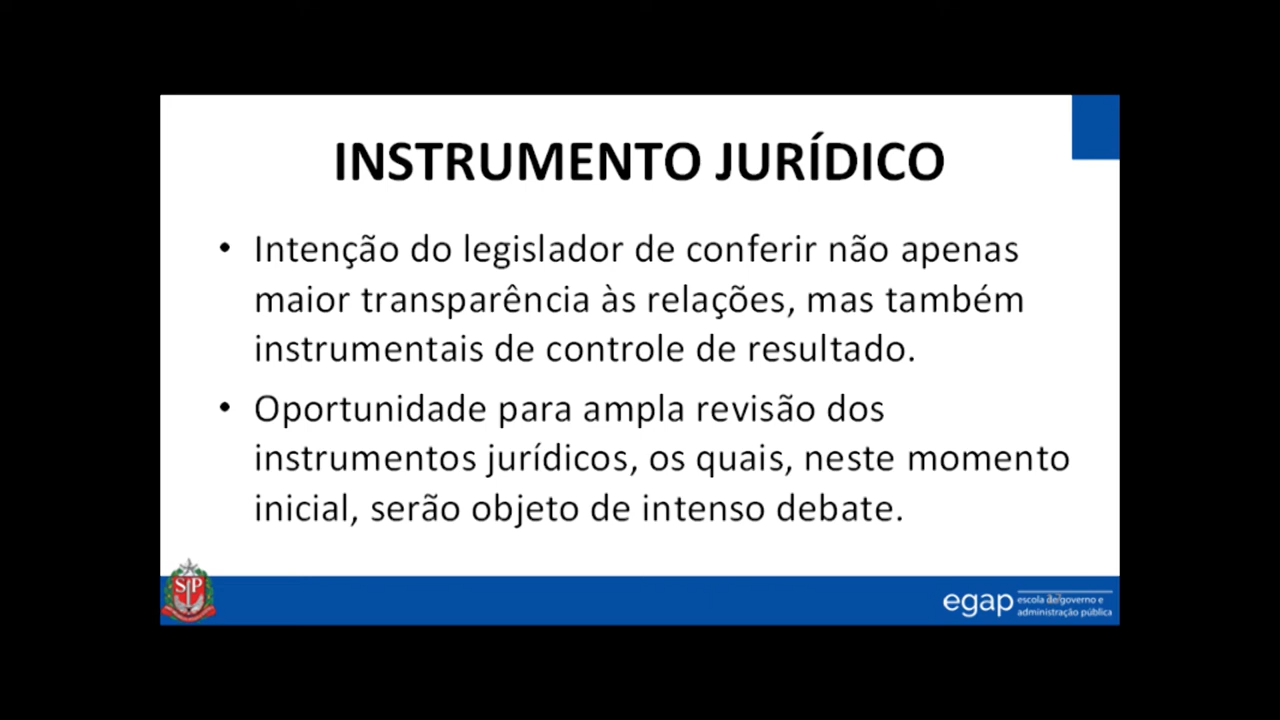 INSTRUMENTO JURÍDICO
• Intenção do legislador de conferir não apenas
maior transparência às relações, mas também
instrumentais de controle de resultado.
• Oportunidade para ampla revisão dos
instrumentos jurídicos, os quais, neste momento
inicial, serão objeto de intenso debate.
SP
egap
escola de governo e
administração pública